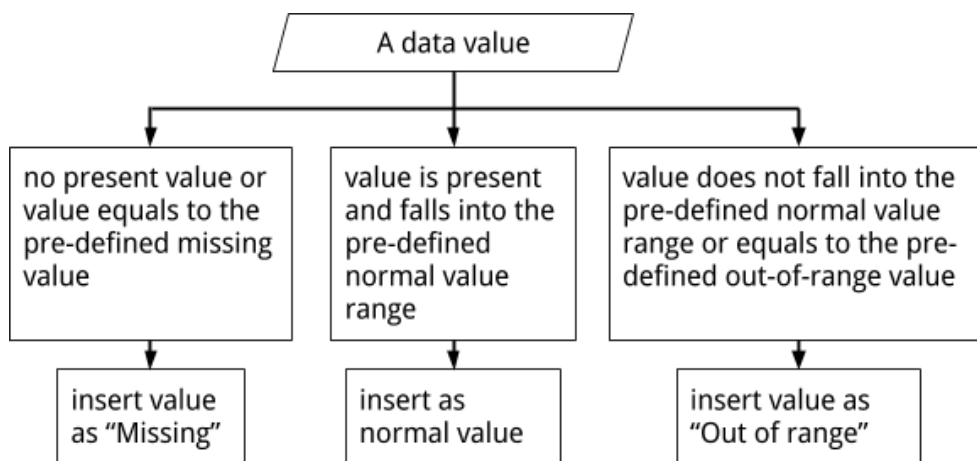 A data value
no present value or
value equals to the
pre-defined missing
value
value is present
and falls into the
pre-defined
normal value
range
value does not fall into the
pre-defined normal value
range or equals to the pre-
defined out-of-range value
insert value
as “Missing”
insert as
normal value
insert value as
“Out of range”